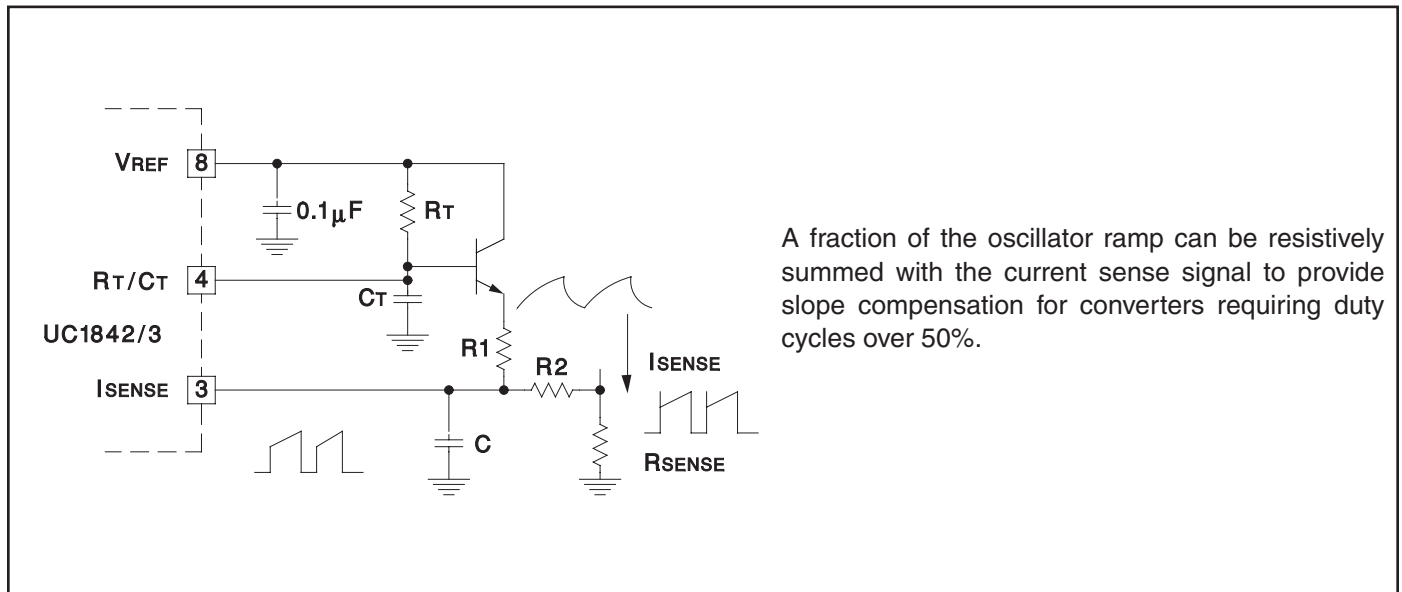 VREF 8
0.1µF RT
RT/CT 4
CT
UC1842/3
R1
R2
ISENSE
ISENSE 3
C
RSENSE
A fraction of the oscillator ramp can be resistively
summed with the current sense signal to provide
slope compensation for converters requiring duty
cycles over 50%.